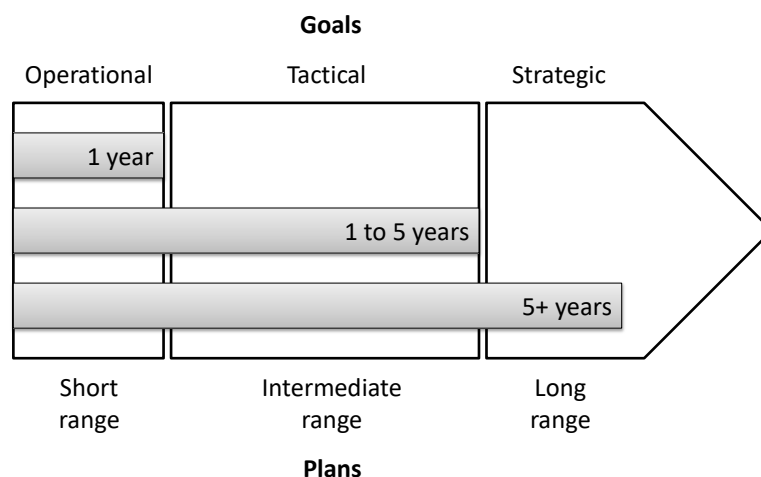 Goals
Operational
Tactical
Strategic
1 year
1 to 5 years
5+ years
Short
range
Intermediate
range
Long
range
Plans